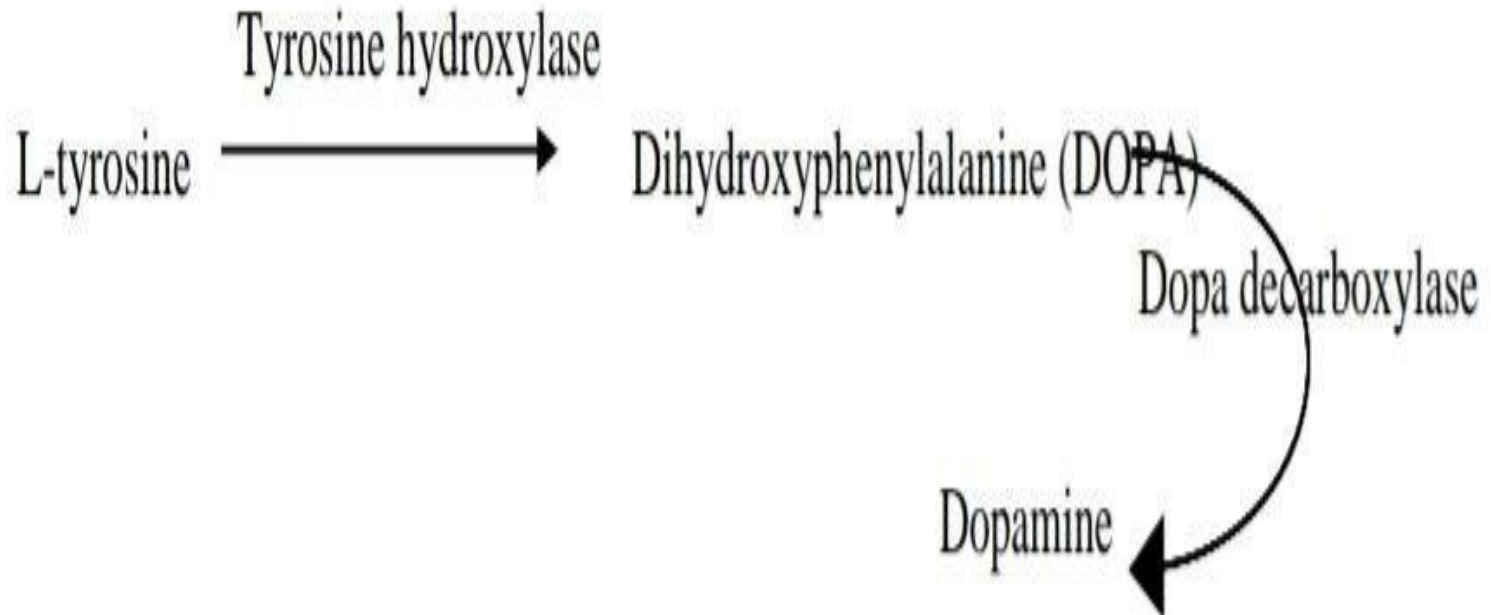 Tyrosine hydroxylase
L-tyrosine
Dihydroxyphenylalanine (DOPA)
Dopa decarboxylase
Dopamine